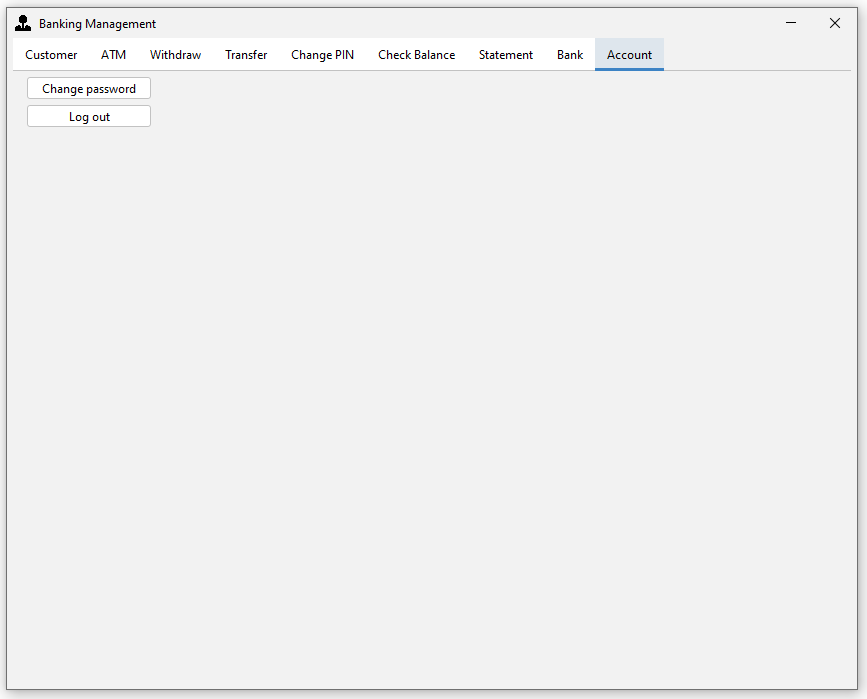 Banking Management
Customer ATM Withdraw Transfer Change PIN Check Balance Statement Bank Account
Change password
Log out